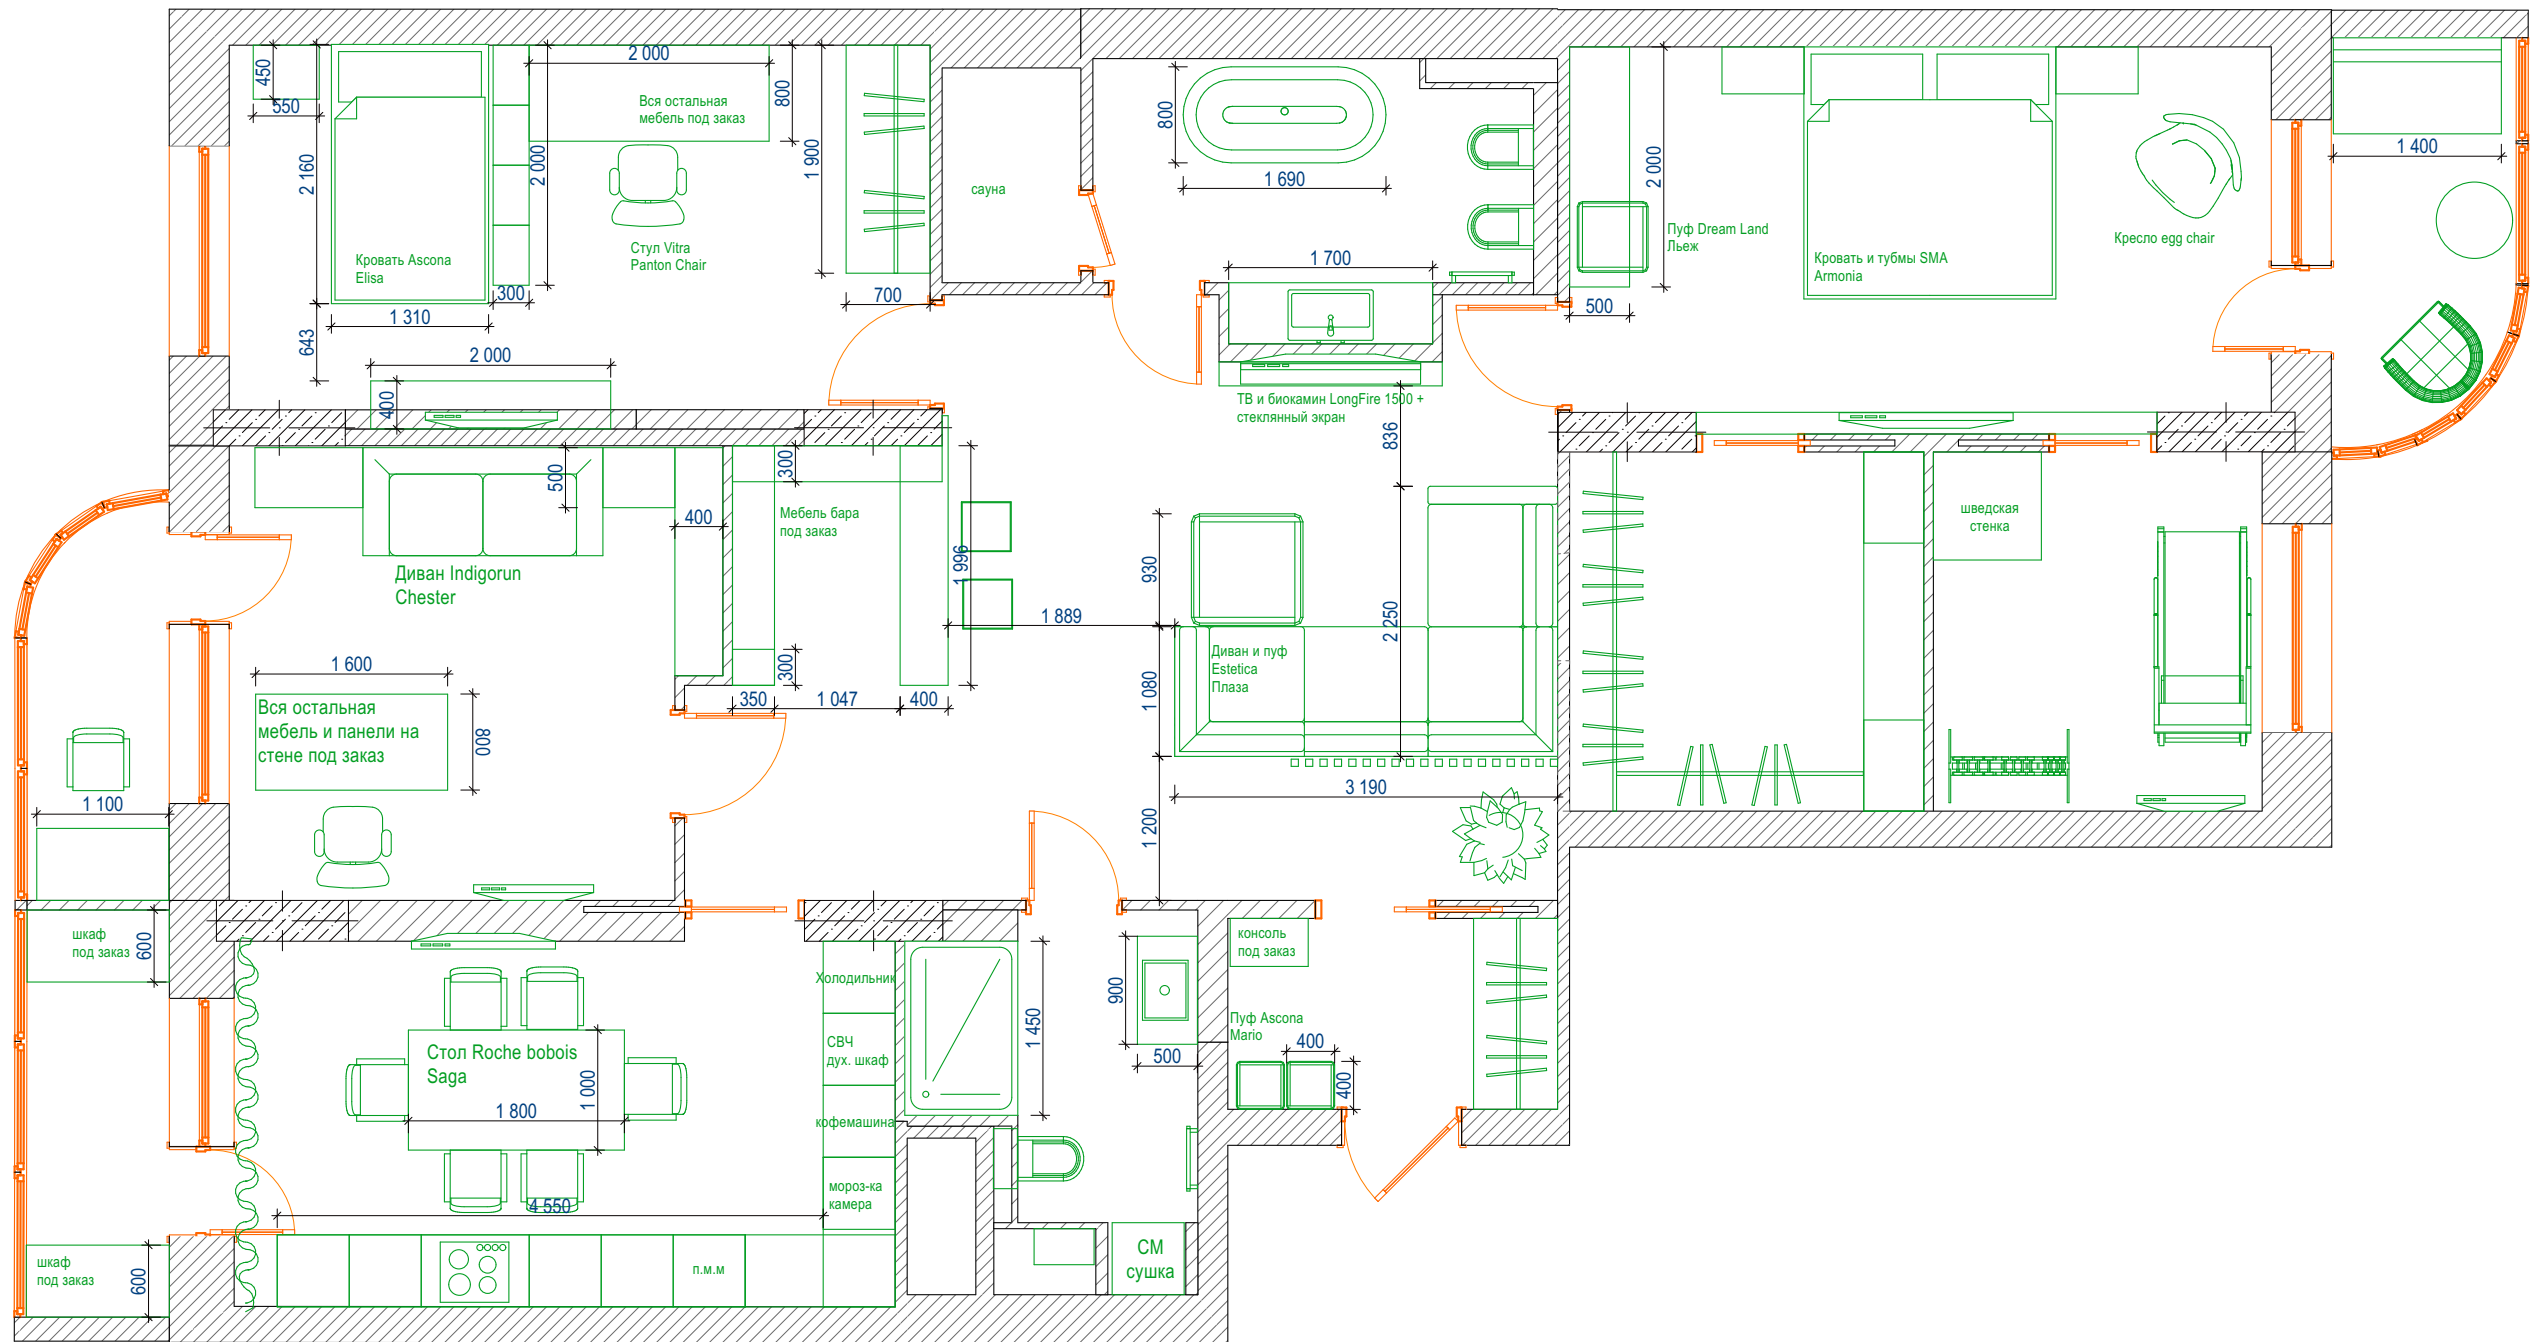 450
550
2 160
643
1 310
300
2 000
2 000
Вся остальная
мебель под заказ
800
1 900
700
Стул Vitra
Panton Chair
Кровать Ascona
Elisa
2 000
400
сауна
800
1 690
1 700
ТВ и биокамин LongFire 1500 +
стеклянный экран
836
2 000
500
Пуф Dream Land
Льеж
Кровать и тубмы SMA
Armonia
Кресло egg chair
1 400
500
400
Диван Indigorun
Chester
300
Мебель бара
под заказ
1 996
300
350
1 047
400
1 889
930
1 080
2 250
Диван и пуф
Estetica
Плаза
3 190
1 200
шведская
стенка
1 600
800
Вся остальная
мебель и панели на
стене под заказ
1 100
шкаф
под заказ
600
шкаф
под заказ
600
Стол Roche bobois
Saga
1 000
1 800
4 550
Холодильник
СВЧ
дух. шкаф
кофемашина
мороз-ка
камера
п.м.м
1 450
900
500
СМ
сушка
консоль
под заказ
Пуф Ascona
Mario
400
400